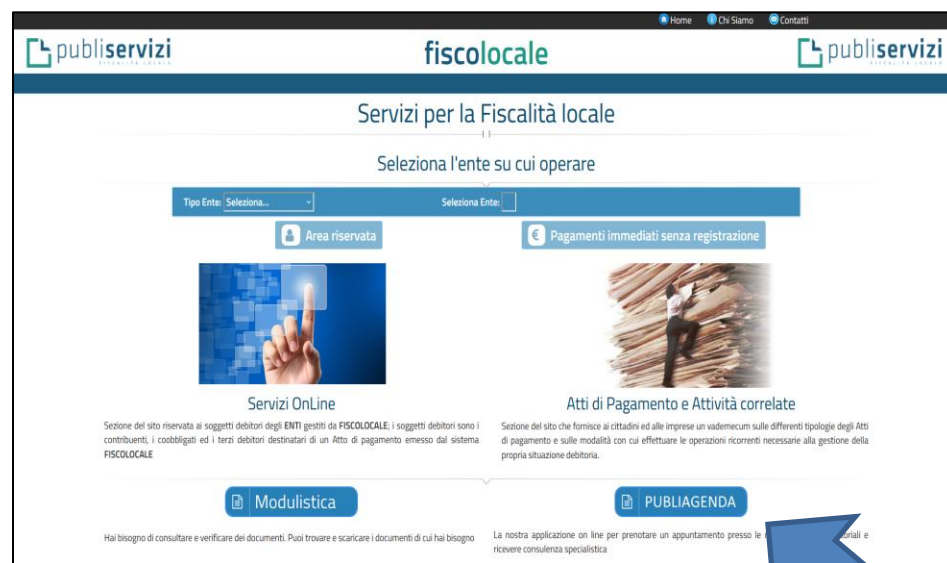 Home Chi Siamo Contatti
publiservizi fiscolocale publiservizi
FISCALITÀ LOCALE FISCALITÀ LOCALE
Servizi per la Fiscalità locale
Seleziona l'ente su cui operare
Tipo Ente: Seleziona... Seleziona Ente:
Area riservata
€ Pagamenti immediati senza registrazione
Servizi OnLine
Sezione del sito riservata ai soggetti debitori degli ENTI gestiti da FISCOLOCALE; i soggetti debitori sono i
contribuenti, i coobbligati ed i terzi debitori destinatari di un Atto di pagamento emesso dal sistema
FISCOLOCALE
Atti di Pagamento e Attività correlate
Sezione del sito che fornisce ai cittadini ed alle imprese un vademecum sulle differenti tipologie degli Atti
di pagamento e sulle modalità con cui effettuare le operazioni ricorrenti necessarie alla gestione della
propria situazione debitoria.
Modulistica
Hai bisogno di consultare e verificare dei documenti. Puoi trovare e scaricare i documenti di cui hai bisogno
PUBLIAGENDA
La nostra applicazione on line per prenotare un appuntamento presso le e
ricevere consulenza specialistica